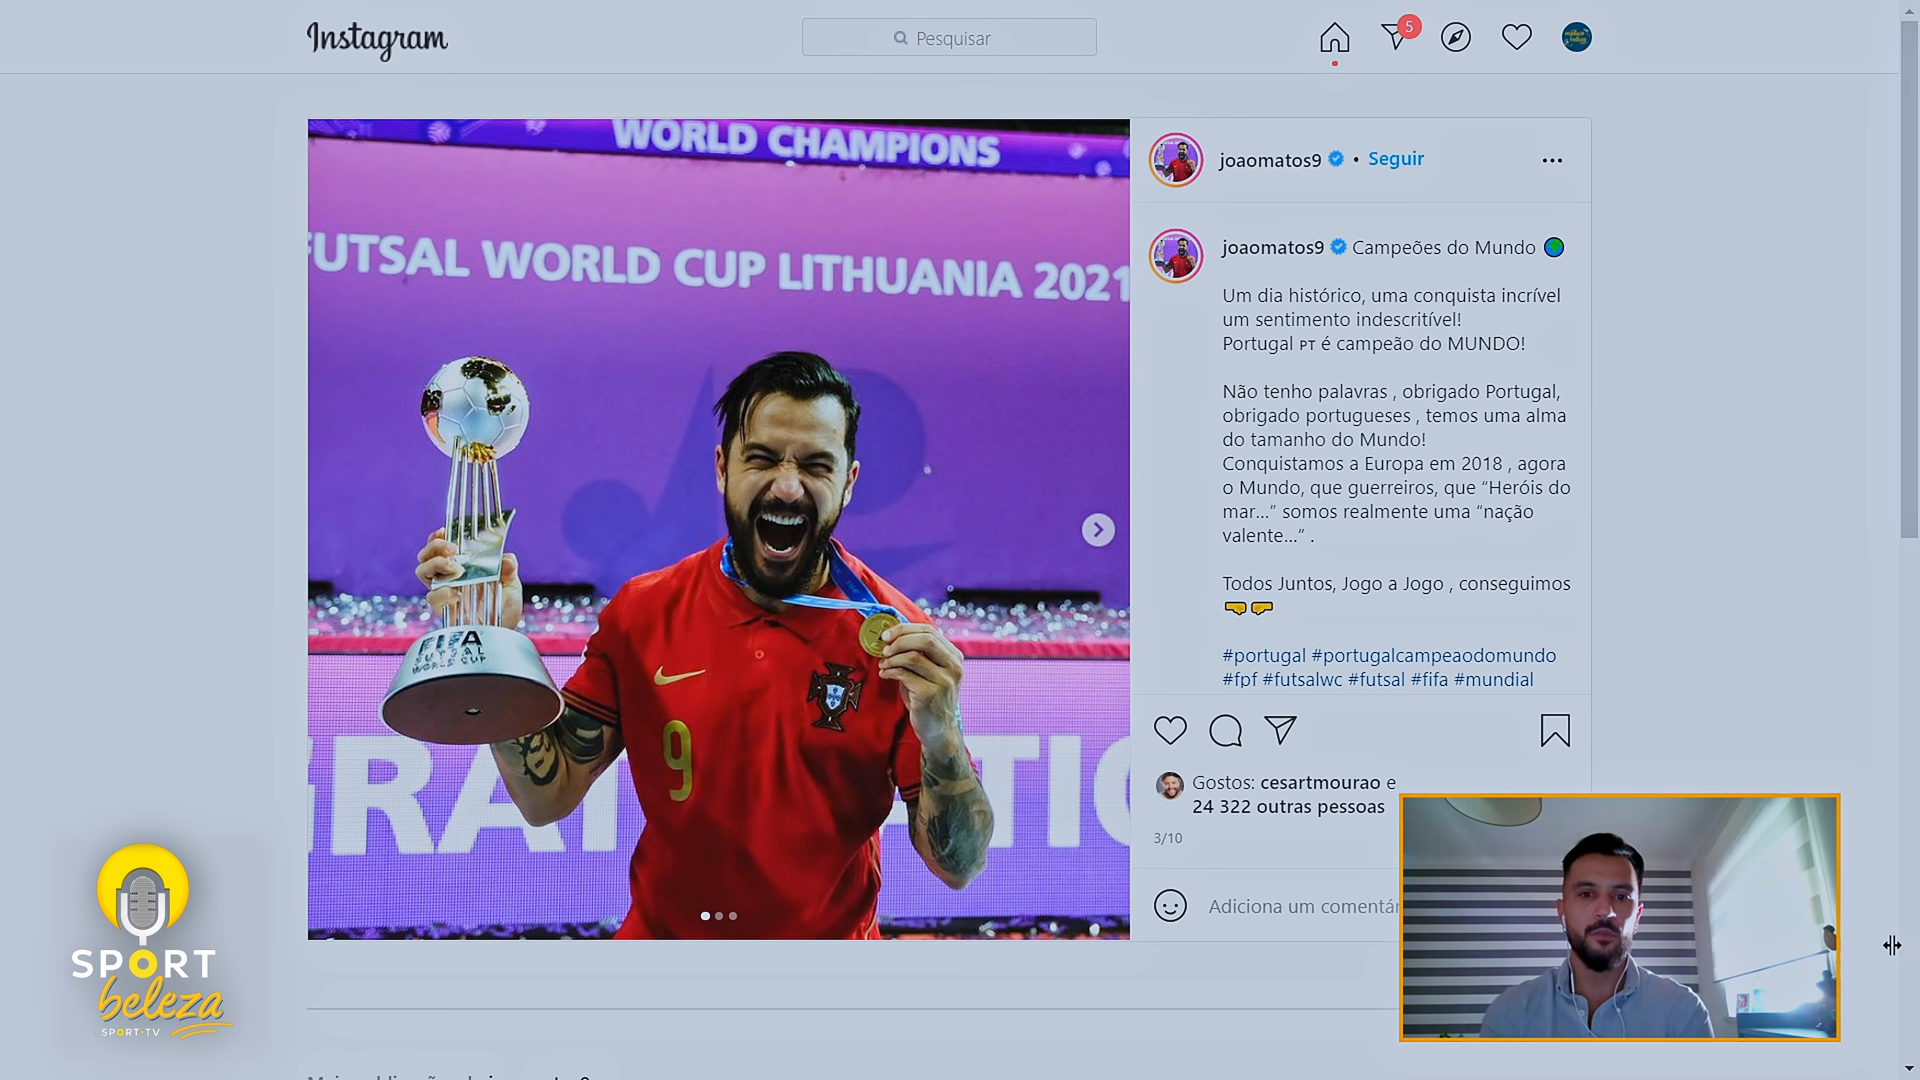 Instagram
Pesquisar
5
WORLD CHAMPIONS
FUTSAL WORLD CUP LITHUANIA 2021
FIFA
FUTSAL
WORLD CUP
9
GRAT
TIO
joaomatos9 • Seguir
joaomatos9 Campeões do Mundo
Um dia histórico, uma conquista incrível
um sentimento indescritível!
Portugal PT é campeão do MUNDO!
Não tenho palavras , obrigado Portugal,
obrigado portugueses , temos uma alma
do tamanho do Mundo!
Conquistamos a Europa em 2018 , agora
o Mundo, que guerreiros, que “Heróis do
mar...” somos realmente uma “nação
valente...” .
Todos Juntos, Jogo a Jogo , conseguimos
#portugal #portugalcampeaodomundo
#fpf #futsalwc #futsal #fifa #mundial
Gostos: cesartmourao e
24 322 outras pessoas
3/10
Adiciona um comentár
SPORT
beleza
SPORT·TV